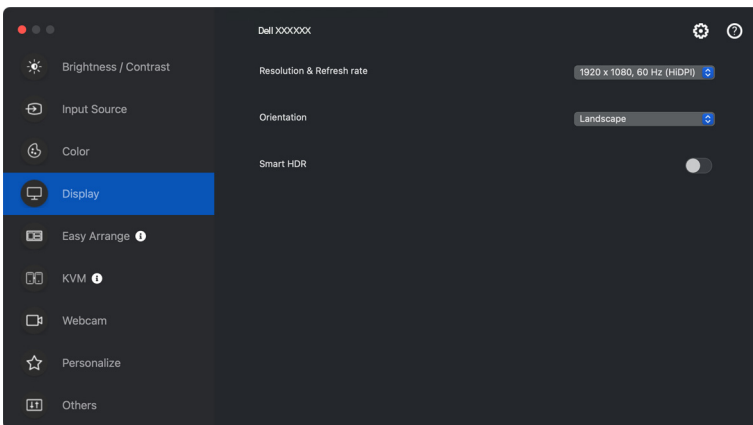 Dell XXXXXX
Brightness / Contrast
Input Source
Color
Display
Easy Arrange
KVM
Webcam
Personalize
Others
Resolution & Refresh rate
1920 x 1080, 60 Hz (HiDPI)
Orientation
Landscape
Smart HDR